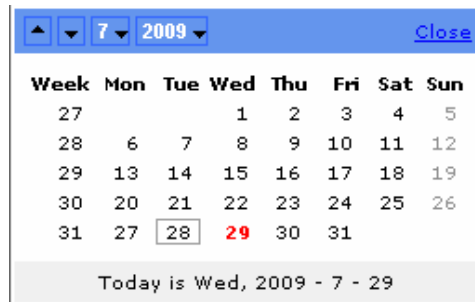 7 2009 Close
Week Mon Tue Wed Thu Fri Sat Sun
27 1 2 3 4 5
28 6 7 8 9 10 11 12
29 13 14 15 16 17 18 19
30 20 21 22 23 24 25 26
31 27 28 29 30 31
Today is Wed, 2009 - 7 - 29